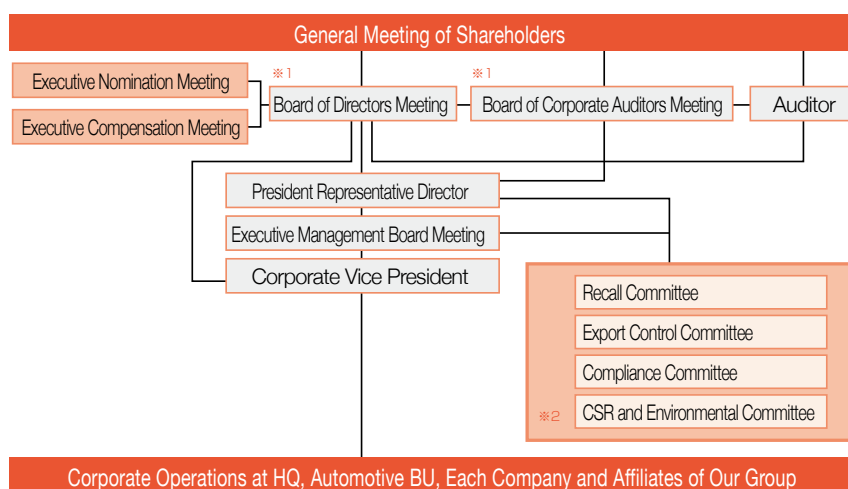 General Meeting of Shareholders
※1
※1
Executive Nomination Meeting
Executive Compensation Meeting
Board of Directors Meeting
Board of Corporate Auditors Meeting
Auditor
President Representative Director
Executive Management Board Meeting
Corporate Vice President
Recall Committee
Export Control Committee
Compliance Committee
※2
CSR and Environmental Committee
Corporate Operations at HQ, Automotive BU, Each Company and Affiliates of Our Group